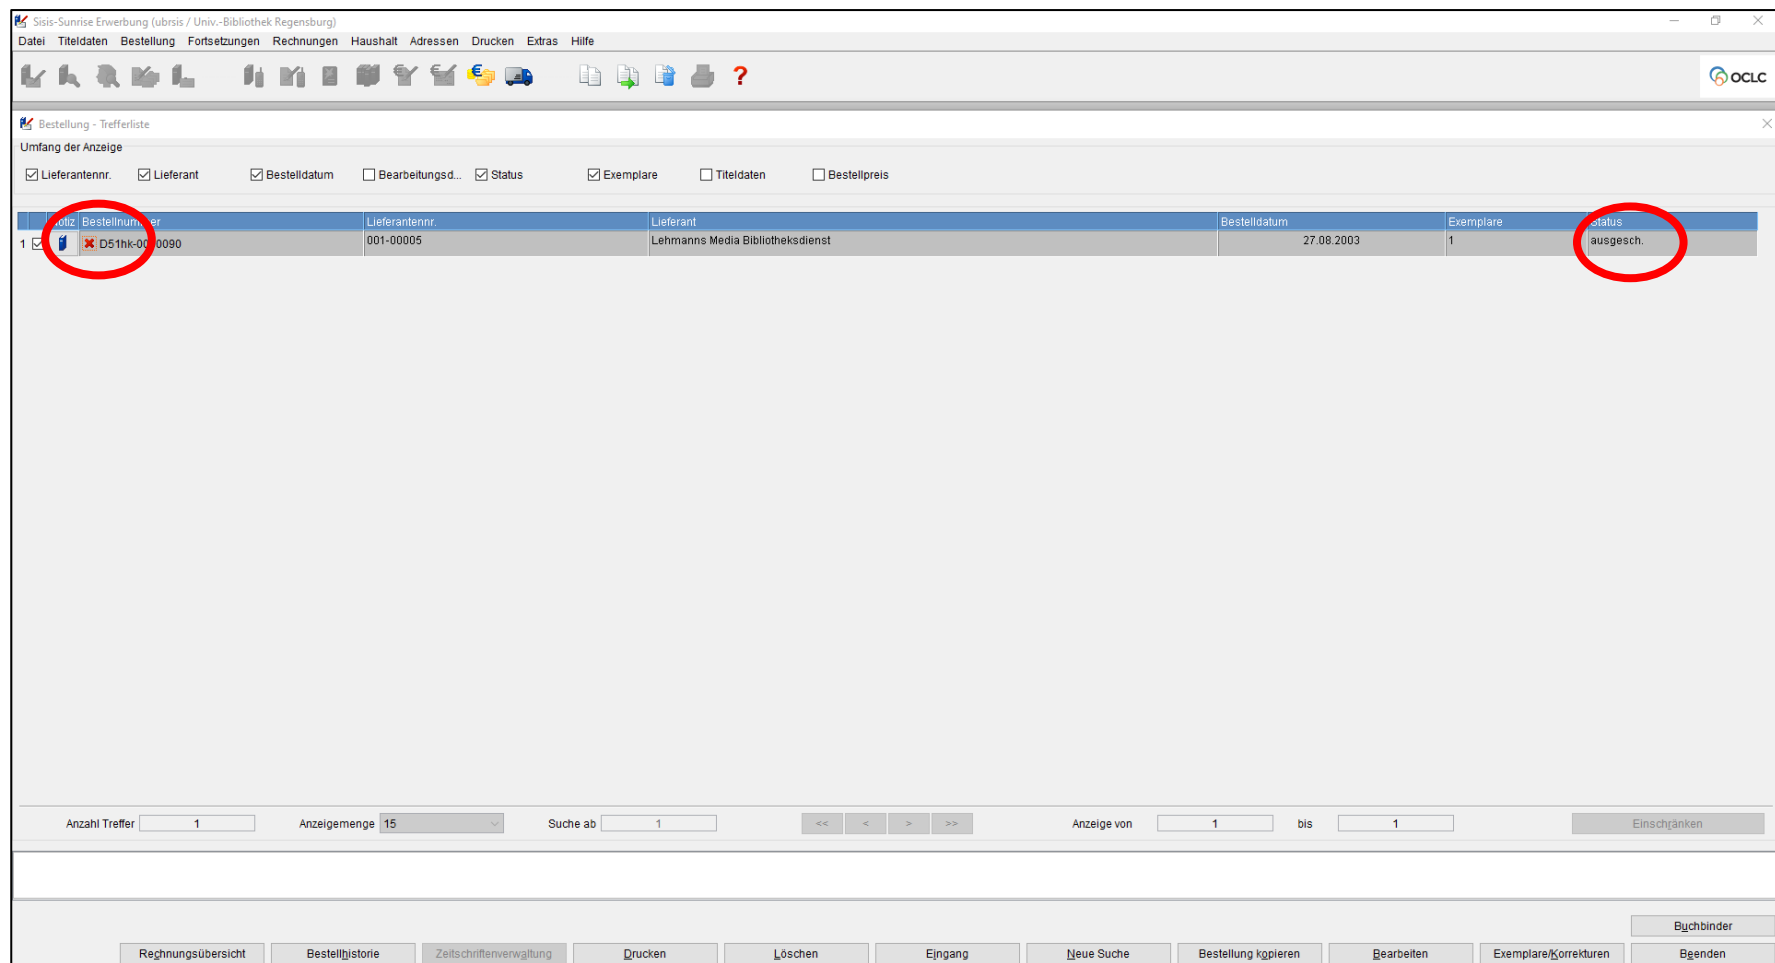 Sisis-Sunrise Erwerbung (ubrsis / Univ.-Bibliothek Regensburg)
Datei Titeldaten Bestellung Fortsetzungen Rechnungen Haushalt Adressen Drucken Extras Hilfe
OCLC
Bestellung - Trefferliste
Umfang der Anzeige
Lieferantennr. Lieferant Bestelldatum Bearbeitungsd... Status Exemplare Titeldaten Bestellpreis
Lieferantennr. Lieferant Bestelldatum Exemplare Status
1 001-00005 Lehmanns Media Bibliotheksdienst 27.08.2003 1 ausgesch.
Anzahl Treffer 1 Anzeigemenge 15 Suche ab 1 << < > >> Anzeige von 1 bis 1 Einschränken
Buchbinder
Rechnungsübersicht Bestellhistorie Zeitschriftenverwaltung Drucken Löschen Eingang Neue Suche Bestellung kopieren Bearbeiten Exemplare/Korrekturen Beenden